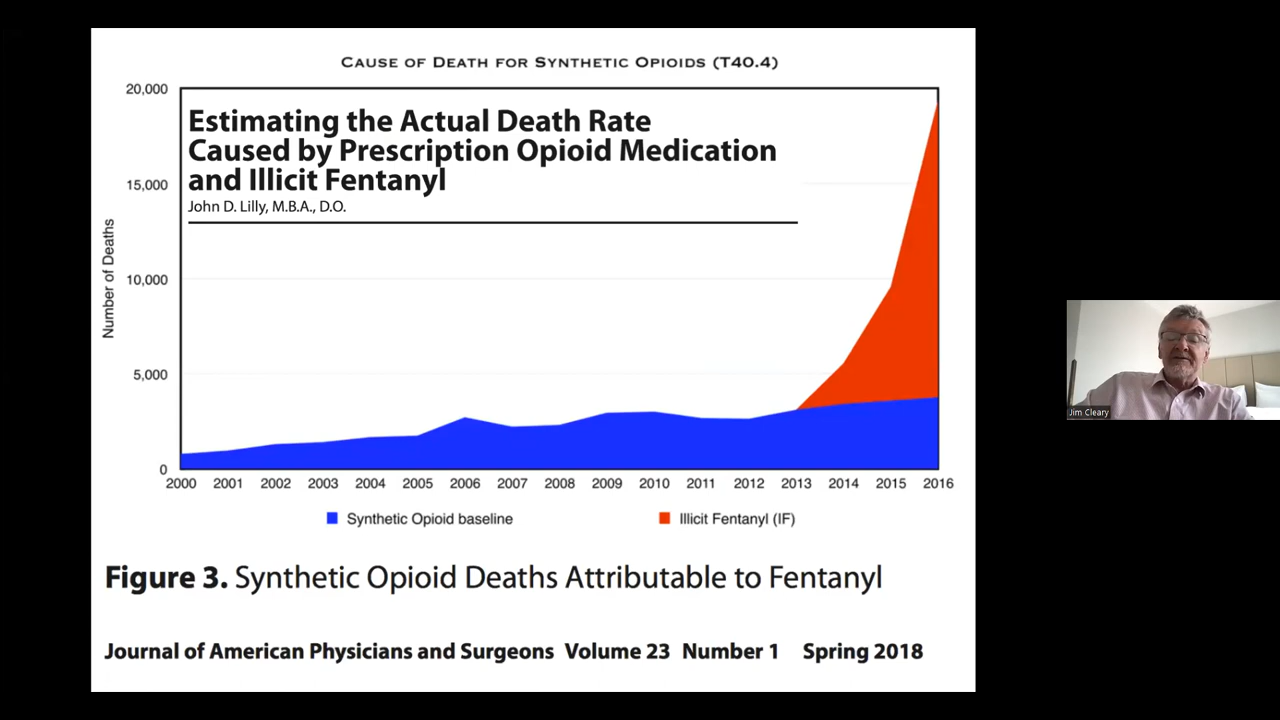 CAUSE OF DEATH FOR SYNTHETIC OPIOIDS (T40.4)
20,000
Estimating the Actual Death Rate
Caused by Prescription Opioid Medication
and Illicit Fentanyl
John D. Lilly, M.B.A., D.O.
15,000
Number of Deaths
10,000
5,000
0
2000 2001 2002 2003 2004 2005 2006 2007 2008 2009 2010 2011 2012 2013 2014 2015 2016
Synthetic Opioid baseline Illicit Fentanyl (IF)
Figure 3. Synthetic Opioid Deaths Attributable to Fentanyl
Journal of American Physicians and Surgeons Volume 23 Number 1 Spring 2018
Jim Cleary